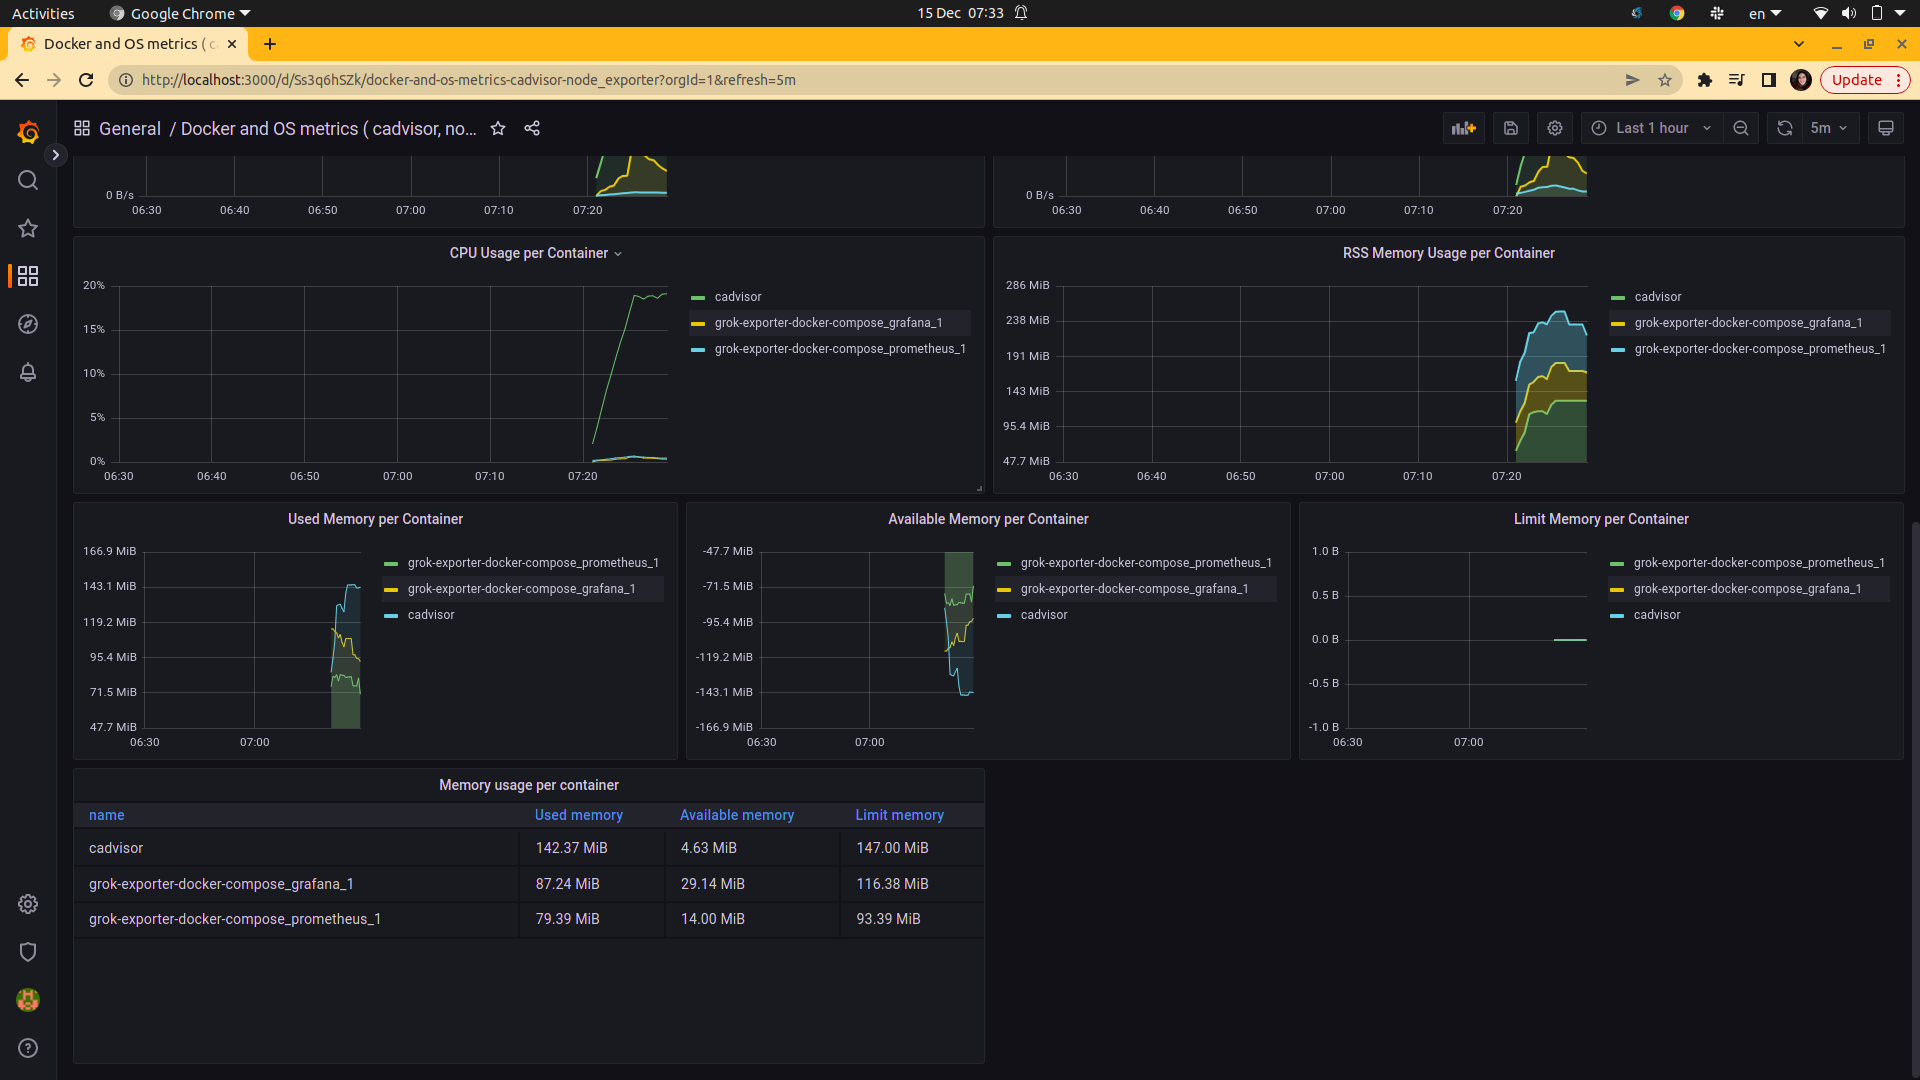 Activities Google Chrome 15 Dec 07:33 en
Docker and OS metrics ( c
http://localhost:3000/d/Ss3q6hSZk/docker-and-os-metrics-cadvisor-node_exporter?orgId=1&refresh=5m Update
General / Docker and OS metrics ( cadvisor, no... Last 1 hour 5m
0 B/s
06:30 06:40 06:50 07:00 07:10 07:20
0 B/s
06:30 06:40 06:50 07:00 07:10 07:20
CPU Usage per Container
20%
15%
10%
5%
0%
06:30 06:40 06:50 07:00 07:10 07:20
cadvisor
grok-exporter-docker-compose_grafana_1
grok-exporter-docker-compose_prometheus_1
RSS Memory Usage per Container
286 MiB
238 MiB
191 MiB
143 MiB
95.4 MiB
47.7 MiB
06:30 06:40 06:50 07:00 07:10 07:20
cadvisor
grok-exporter-docker-compose_grafana_1
grok-exporter-docker-compose_prometheus_1
Used Memory per Container
166.9 MiB
143.1 MiB
119.2 MiB
95.4 MiB
71.5 MiB
47.7 MiB
06:30 07:00
grok-exporter-docker-compose_prometheus_1
grok-exporter-docker-compose_grafana_1
cadvisor
Available Memory per Container
-47.7 MiB
-71.5 MiB
-95.4 MiB
-119.2 MiB
-143.1 MiB
-166.9 MiB
06:30 07:00
grok-exporter-docker-compose_prometheus_1
grok-exporter-docker-compose_grafana_1
cadvisor
Limit Memory per Container
1.0 B
0.5 B
0.0 B
-0.5 B
-1.0 B
06:30 07:00
grok-exporter-docker-compose_prometheus_1
grok-exporter-docker-compose_grafana_1
cadvisor
Memory usage per container
name Used memory Available memory Limit memory
cadvisor 142.37 MiB 4.63 MiB 147.00 MiB
grok-exporter-docker-compose_grafana_1 87.24 MiB 29.14 MiB 116.38 MiB
grok-exporter-docker-compose_prometheus_1 79.39 MiB 14.00 MiB 93.39 MiB